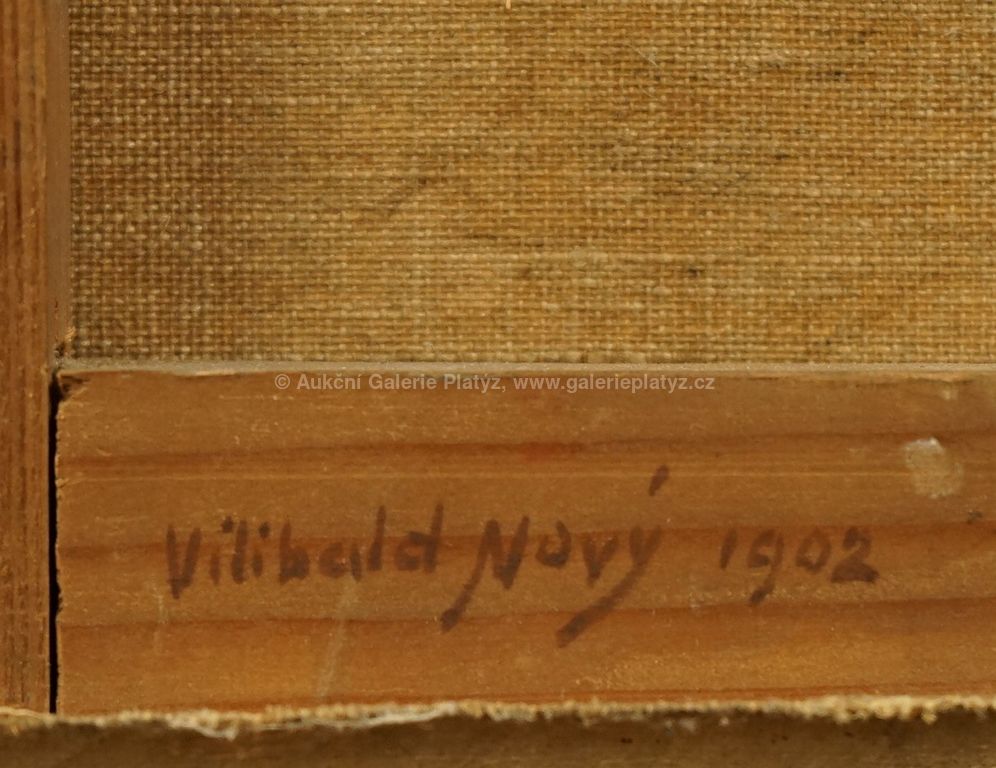 © Aukční Galerie Platýz, www.galerieplatyz.cz
Vilibald Nový 1902